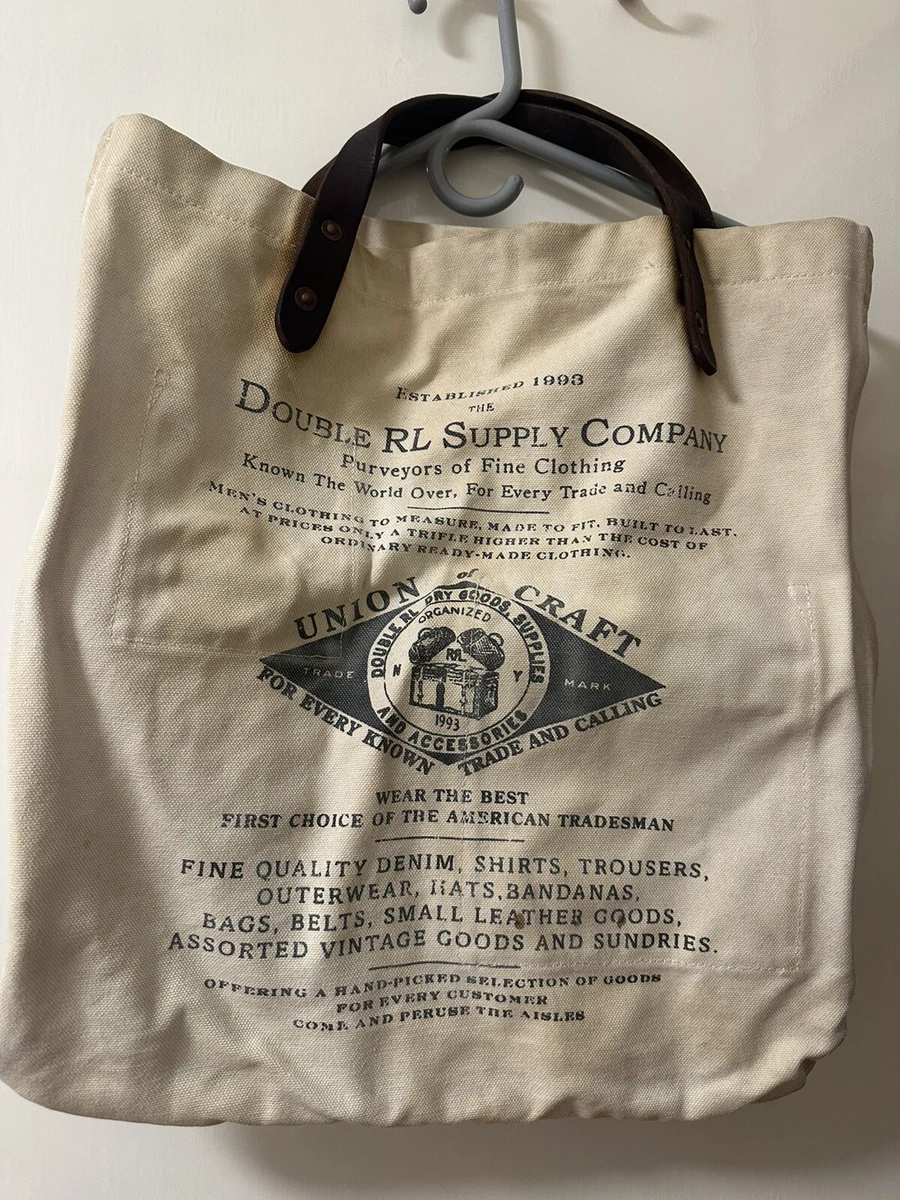 ESTABLISHED 1993
THE
DOUBLE RL SUPPLY COMPANY
Purveyors of Fine Clothing
Known The World Over, For Every Trade and Calling
MEN'S CLOTHING TO MEASURE, MADE TO FIT, BUILT TO LAST,
AT PRICES ONLY A TRIFLE HIGHER THAN THE COST OF
ORDINARY READY-MADE CLOTHING.
UNION of CRAFT
DOUBLE RL DRY GOODS, SUPPLIES
ORGANIZED
RRL
N Y
TRADE MARK
1993
AND ACCESSORIES
FOR EVERY KNOWN TRADE AND CALLING
WEAR THE BEST
FIRST CHOICE OF THE AMERICAN TRADESMAN
FINE QUALITY DENIM, SHIRTS, TROUSERS,
OUTERWEAR, HATS, BANDANAS,
BAGS, BELTS, SMALL LEATHER GOODS,
ASSORTED VINTAGE GOODS AND SUNDRIES.
OFFERING A HAND-PICKED SELECTION OF GOODS
FOR EVERY CUSTOMER
COME AND PERUSE THE AISLES